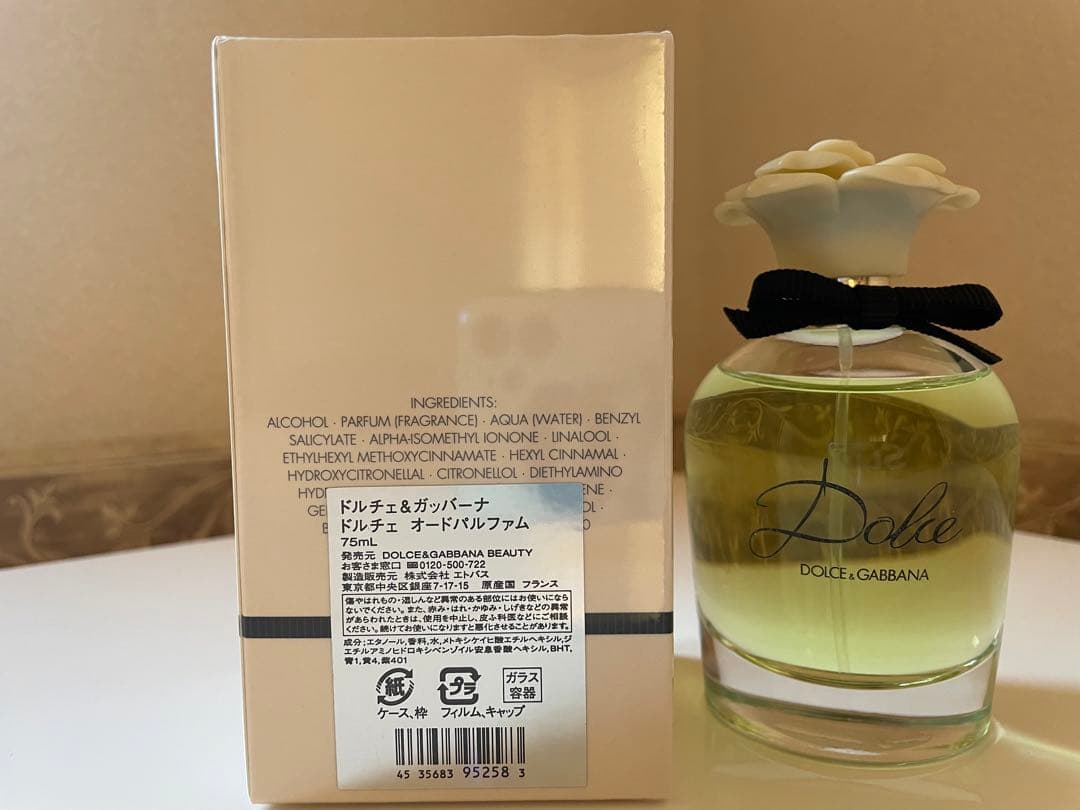 INGREDIENTS:
ALCOHOL · PARFUM (FRAGRANCE) · AQUA (WATER) · BENZYL
SALICYLATE · ALPHA-ISOMETHYL IONONE · LINALOOL ·
ETHYLHEXYL METHOXYCINNAMATE · HEXYL CINNAMAL ·
HYDROXYCITRONELLAL · CITRONELLOL · DIETHYLAMINO
ドルチェ&ガッバーナ
ドルチェ オードパルファム
75mL
発売元 DOLCE&GABBANA BEAUTY
お客さま窓口 0120-500-722
製造販売元 株式会社 エトバス
東京都中央区銀座7-17-15 原産国 フランス
傷やはれもの・湿しんなど異常のある部位にはお使いになら
ないでください。また、赤み・はれ・かゆみ・しげきなどの異常
があらわれたときは、使用を中止し、皮ふ科医などにご相談
ください。続けてお使いになりますと悪化させることがあります。
成分;エタノール,香料,水,メトキシケイヒ酸エチルヘキシル,ジ
エチルアミノヒドロキシベンゾイル安息香酸ヘキシル,BHT,
青1,黄4,紫401
紙 プラ ガラス
容器
ケース、枠 フィルム、キャップ
45 35683 95258 3
Dolce
DOLCE&GABBANA